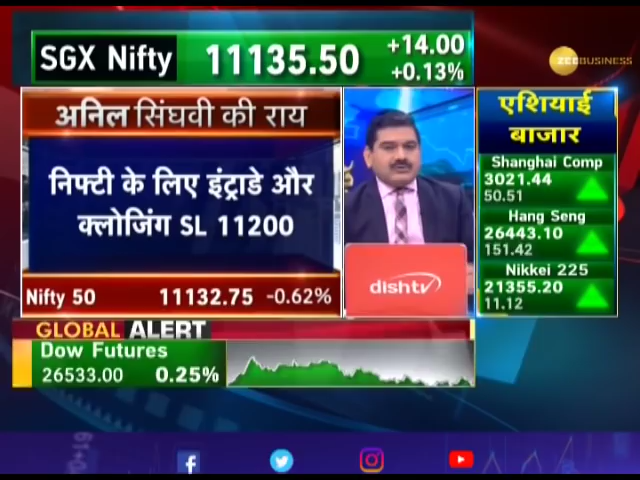 SGX Nifty 11135.50 +14.00
+0.13%
ZEEBUSINESS
अनिल सिंघवी की राय
निफ्टी के लिए इंट्राडे और
क्लोजिंग SL 11200
Nifty 50 11132.75 -0.62%
dishtv
एशियाई
बाजार
Shanghai Comp
3021.44
50.51
Hang Seng
26443.10
151.42
Nikkei 225
21355.20
11.12
GLOBAL ALERT
Dow Futures
26533.00 0.25%